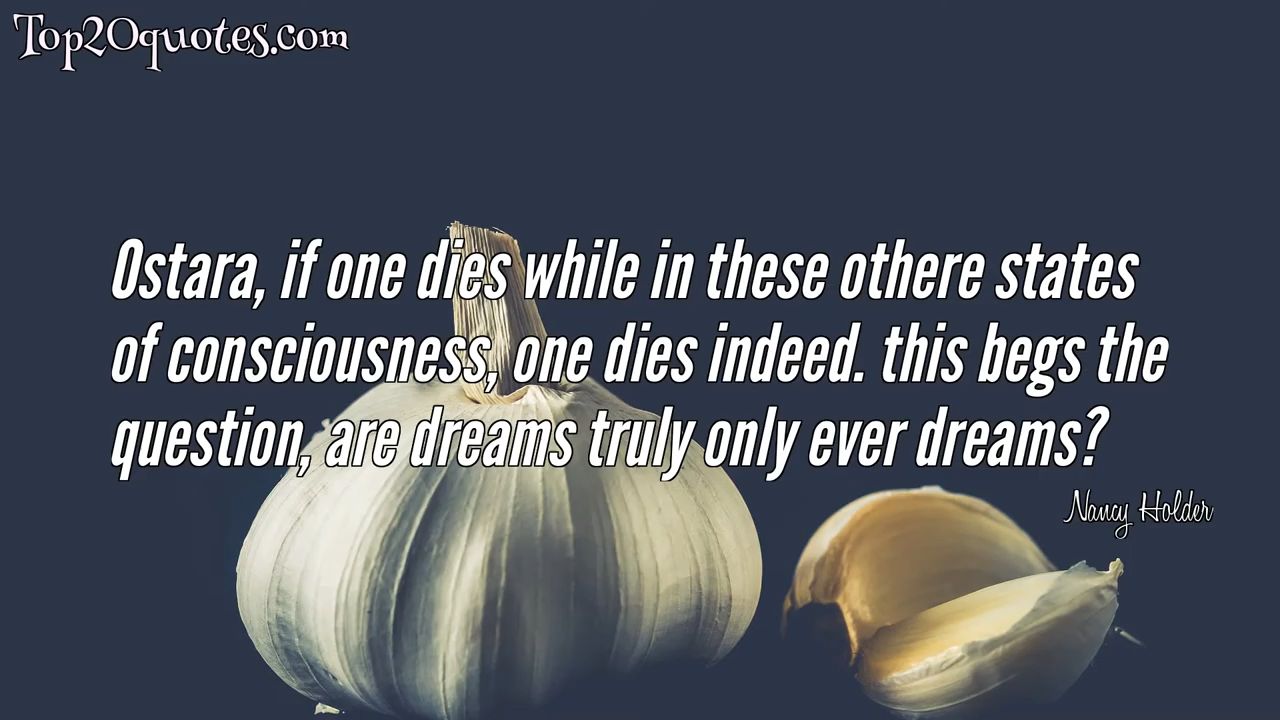 Top20quotes.com
Ostara, if one dies while in these othere states
of consciousness, one dies indeed. this begs the
question, are dreams truly only ever dreams?
Nancy Holder